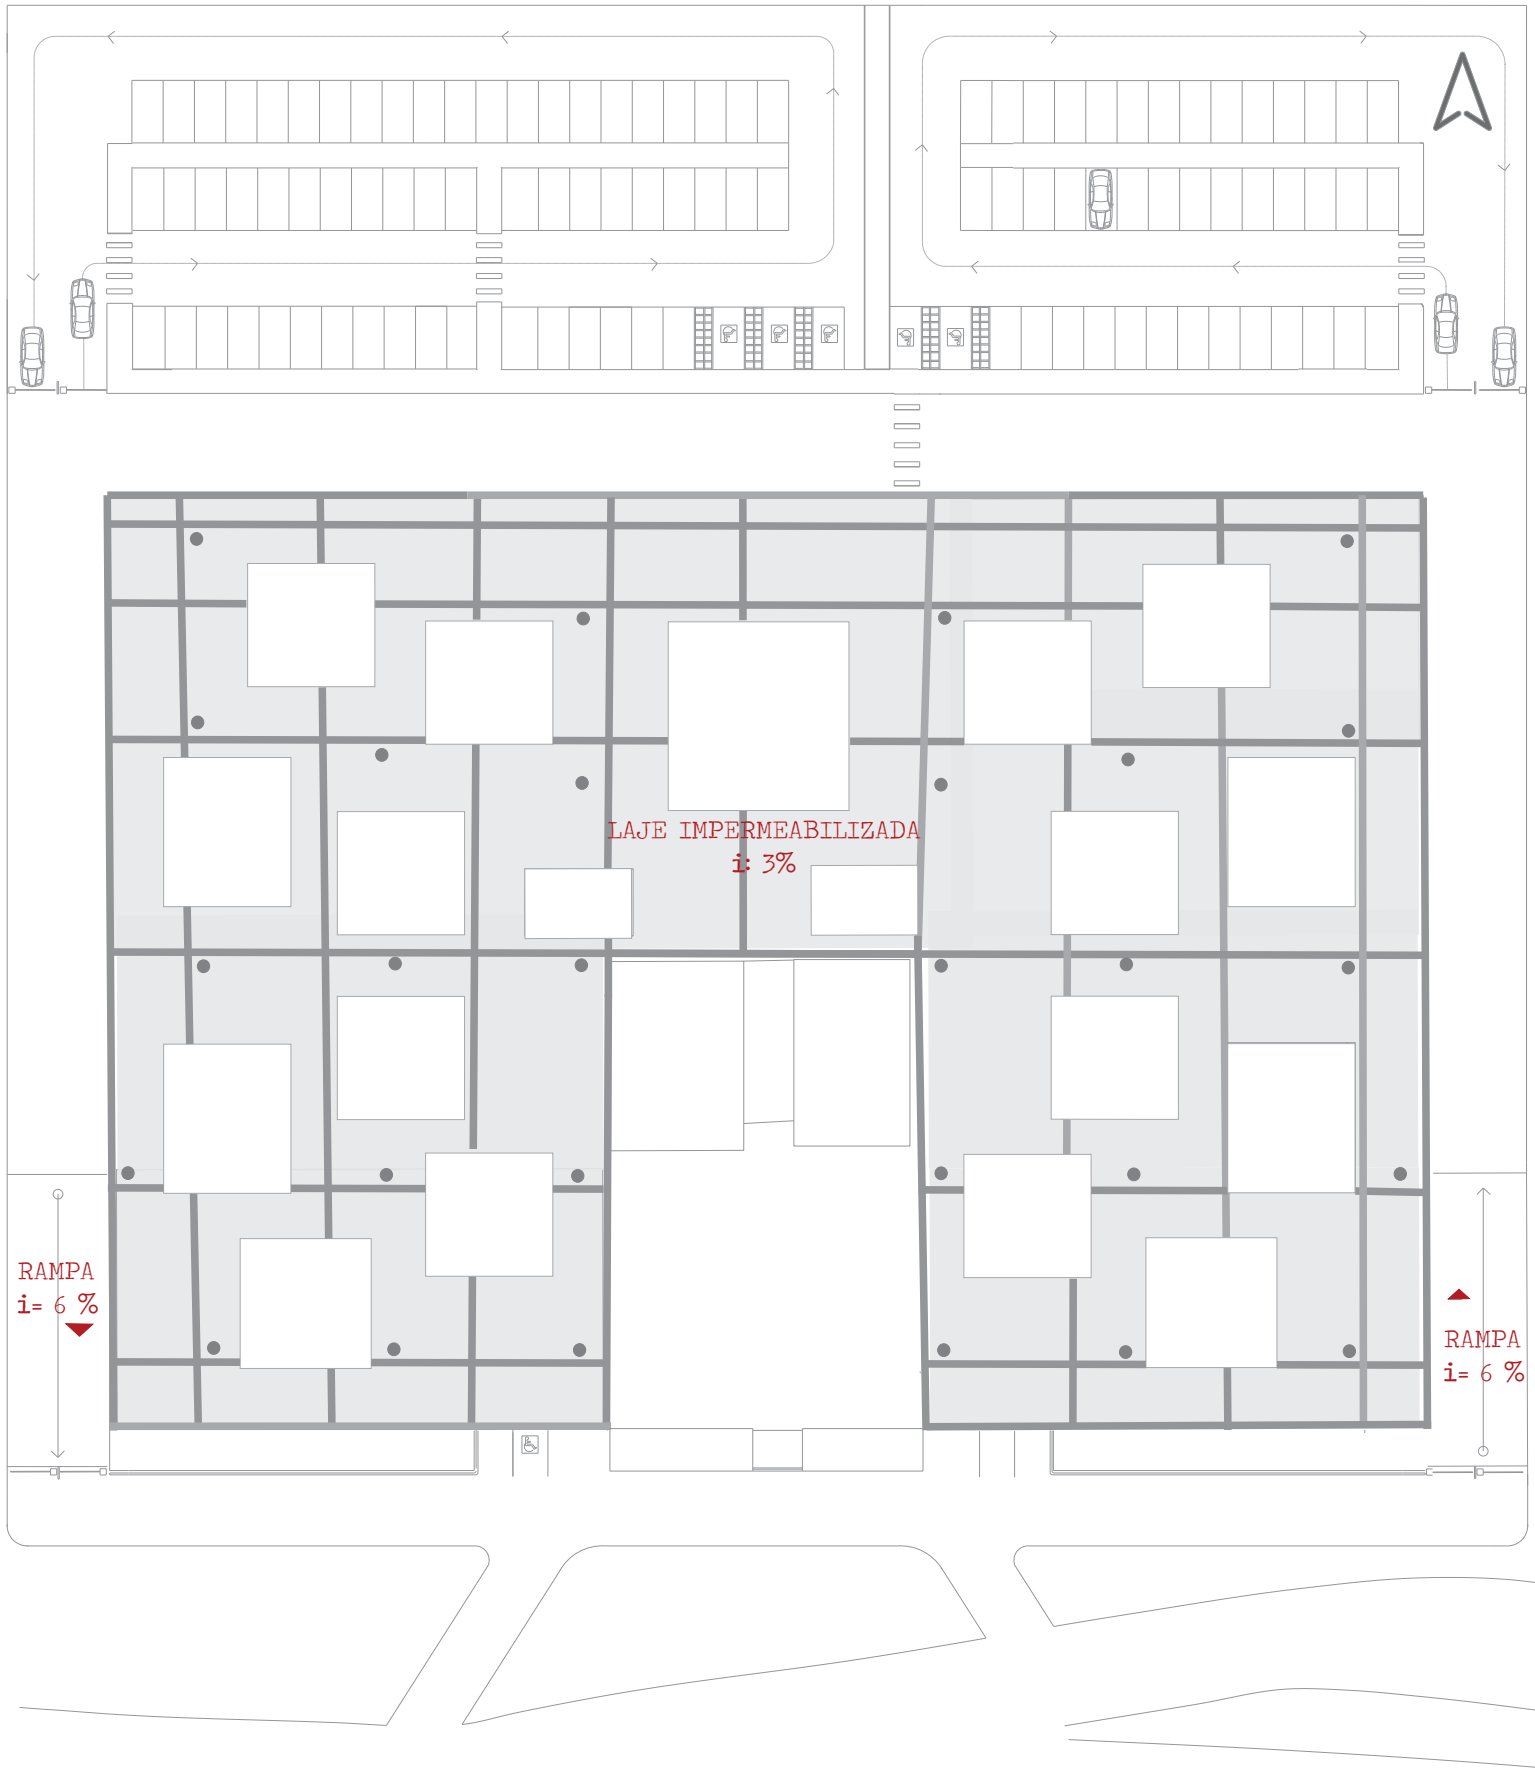 LAJE IMPERMEABILIZADA
i: 3%
RAMPA
i= 6 %
RAMPA
i= 6 %